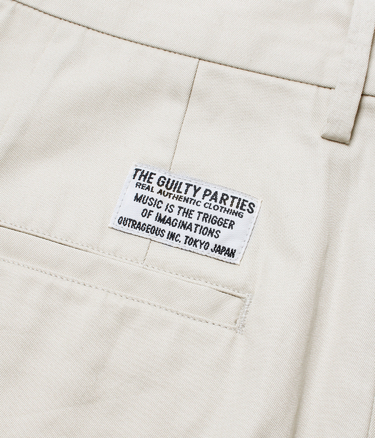 THE GUILTY PARTIES
REAL AUTHENTIC CLOTHING
MUSIC IS THE TRIGGER
OF IMAGINATIONS
OUTRAGEOUS INC. TOKYO JAPAN